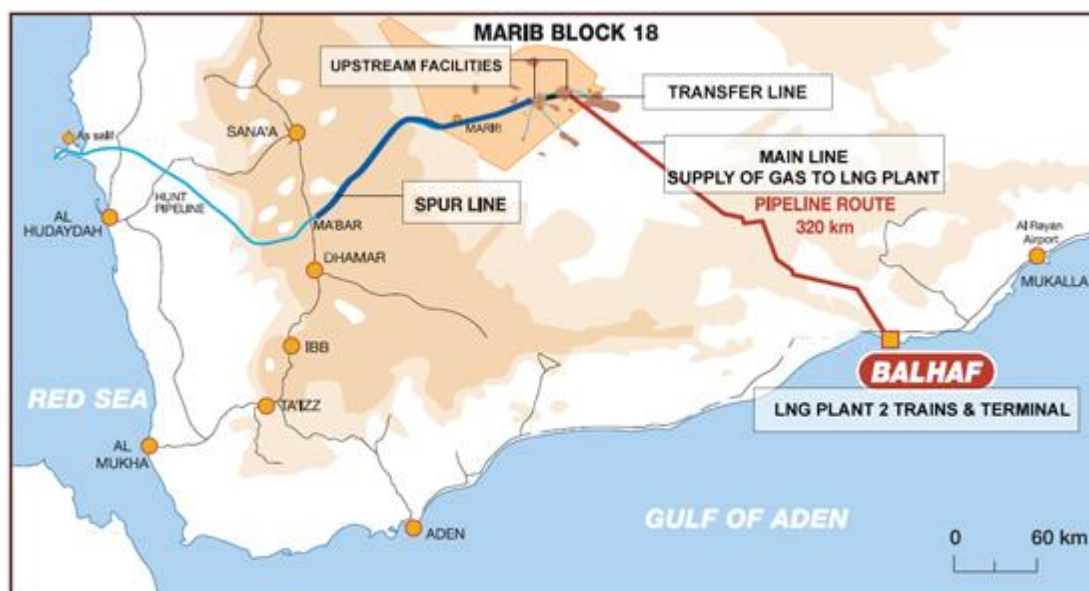 MARIB BLOCK 18
UPSTREAM FACILITIES
TRANSFER LINE
As salif
SANA'A
MARIB
MAIN LINE
SUPPLY OF GAS TO LNG PLANT
HUNT
PIPELINE
SPUR LINE
PIPELINE ROUTE
320 km
AL
HUDAYDAH
MA'BAR
Al Rayan
Airport
DHAMAR
MUKALLA
IBB
BALHAF
RED SEA
TA'IZZ
LNG PLANT 2 TRAINS & TERMINAL
AL
MUKHA
GULF OF ADEN
ADEN
0 60 km